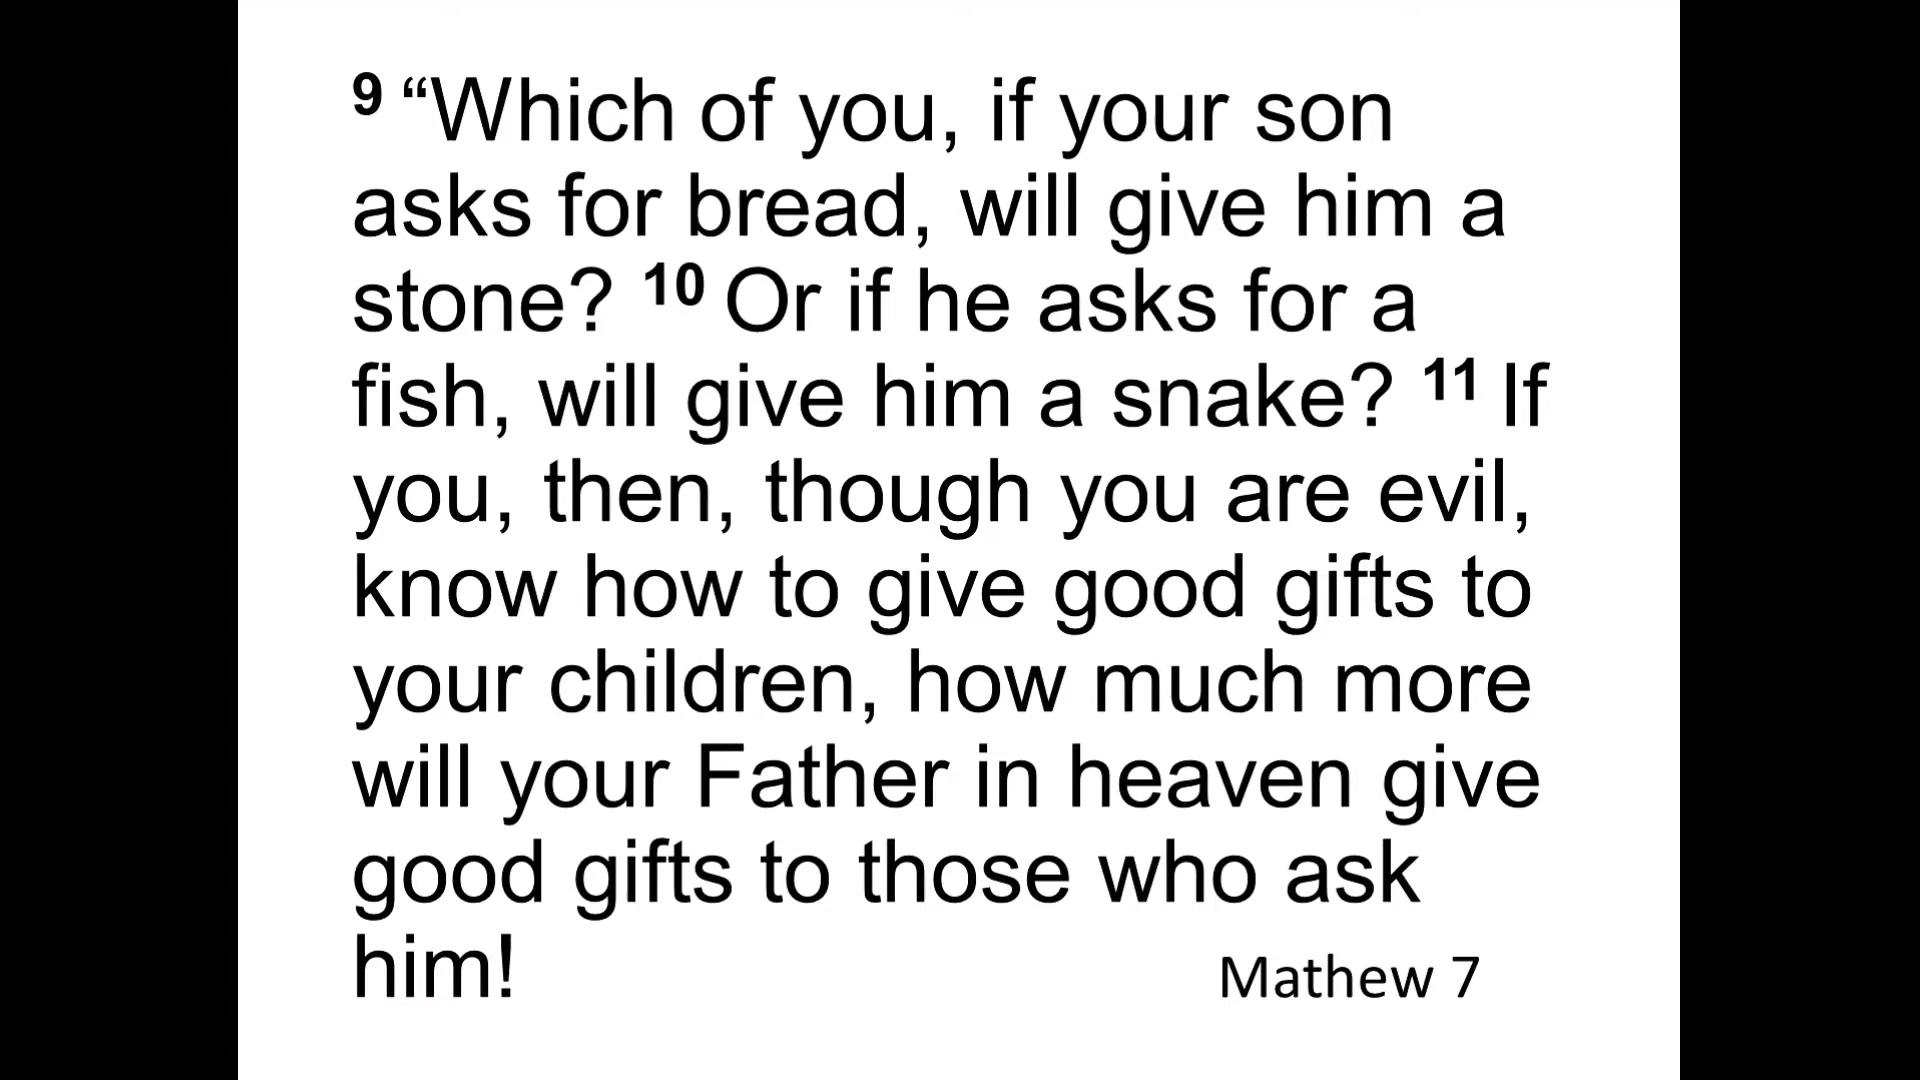 9 “Which of you, if your son
asks for bread, will give him a
stone? 10 Or if he asks for a
fish, will give him a snake? 11 If
you, then, though you are evil,
know how to give good gifts to
your children, how much more
will your Father in heaven give
good gifts to those who ask
him!
Mathew 7